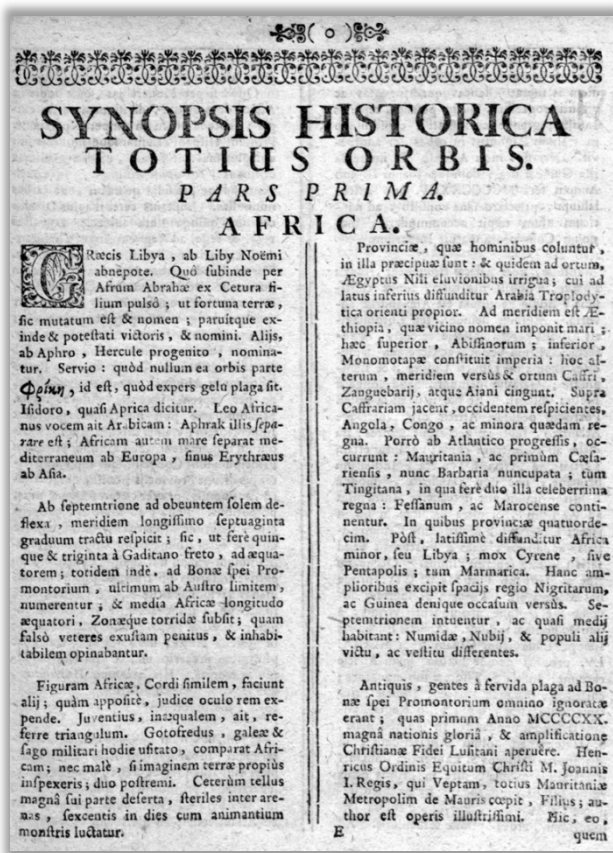 ( o )
SYNOPSIS HISTORICA
TOTIUS ORBIS.
PARS PRIMA.
AFRICA.
GRæcis Libya, ab Liby Noëmi
abnepote. Quô ſubinde per
Afrum Abrahæ ex Cetura fi-
lium pulsô; ut fortuna terræ,
ſic mutatum eſt & nomen; paruítque ex-
inde & poteſtati victoris, & nomini. Alijs,
ab Aphro, Hercule progenito, nomina-
tur. Servio: quòd nullum ea orbis parte
Φρίκη, id eſt, quòd expers gelu plaga ſit.
Iſidoro, quaſi Aprica dicitur. Leo Africa-
nus vocem ait Arabicam: Aphrak illis ſepa-
rare eſt; Africam autem mare ſeparat me-
diterraneum ab Europa, ſinus Erythræus
ab Aſia.
Ab ſeptemtrione ad obeuntem ſolem de-
flexa, meridiem longiſſimo ſeptuaginta
graduum tractu reſpicit; ſic, ut ferè quin-
que & triginta à Gaditano freto, ad æqua-
torem; totidem indè, ad Bonæ ſpei Pro-
montorium, ultimum ab Auſtro limitem,
numerentur; & media Africæ longitudo
æquatori, Zonæque torridæ ſubſit; quam
falsò veteres exuſtam penitus, & inhabi-
tabilem opinabantur.
Figuram Africæ, Cordi ſimilem, faciunt
alij; quàm appoſitè, judice oculo rem ex-
pende. Juventius, inæqualem, ait, re-
ferre triangulum. Gotofredus, galeæ &
ſago militari hodie uſitato, comparat Afri-
cam; nec malè, ſi imaginem terræ propiùs
inſpexeris; duo poſtremi. Ceterùm tellus
magnâ ſui parte deſerta, ſteriles inter are-
nas, ſexcentis in dies cum animantium
monſtris luctatur.
Provinciæ, quæ hominibus coluntur,
in illa præcipuæ ſunt: & quidem ad ortum,
Ægyptus Nili eluvionibus irrigua; cui ad
latus inferius diffunditur Arabia Troglody-
tica orienti propior. Ad meridiem eſt Æ-
thiopia, quæ vicino nomen imponit mari;
hæc ſuperior, Abiſſinorum; inferior,
Monomotapæ conſtituit imperia: hoc al-
terum, meridiem versùs & ortum Caffri,
Zanguebarij, atque Aiani cingunt. Supra
Caffrariam jacent, occidentem reſpicientes,
Angola, Congo, ac minora quædam re-
gna. Porrò ab Atlantico progreſſis, oc-
currunt: Mauritania, ac primùm Cæſa-
rienſis, nunc Barbaria nuncupata; tum
Tingitana, in qua ferè duo illa celeberrima
regna: Feſſanum, ac Marocense conti-
nentur. In quibus provinciæ quatuorde-
cim. Pòſt, latiſſimè diffunditur Africa
minor, ſeu Libya; mox Cyrene, ſive
Pentapolis; tum Marmarica. Hanc am-
plioribus excipit ſpacijs regio Nigritarum,
ac Guinea denique occaſum versùs. Se-
ptemtrionem intuentur, ac quaſi medij
habitant: Numidæ, Nubij, & populi alij
victu, ac veſtitu differentes.
Antiquis, gentes à fervida plaga ad Bo-
næ ſpei Promontorium omnino ignoratæ
erant; quas primùm Anno MCCCCXX.
magnâ nationis gloriâ, & amplificatione
Chriſtianæ Fidei Luſitani aperuêre. Hen-
ricus Ordinis Equitum Chriſti M. Joannis
I. Regis, qui Veptam, totius Mauritaniæ
Metropolim de Mauris cœpit, Filius; au-
thor eſt operis illuſtriſſimi. Hic, eo,
E
quem